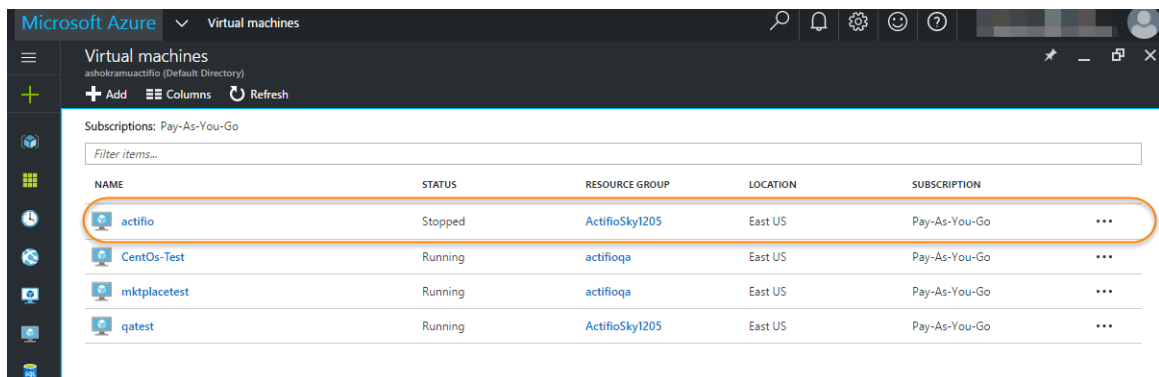 Microsoft Azure Virtual machines
Virtual machines
ashokramuactifio (Default Directory)
Add Columns Refresh
Subscriptions: Pay-As-You-Go
Filter items...
NAME STATUS RESOURCE GROUP LOCATION SUBSCRIPTION
actifio Stopped ActifioSky1205 East US Pay-As-You-Go
CentOs-Test Running actifioqa East US Pay-As-You-Go
mktplacetest Running actifioqa East US Pay-As-You-Go
qatest Running ActifioSky1205 East US Pay-As-You-Go
SQL